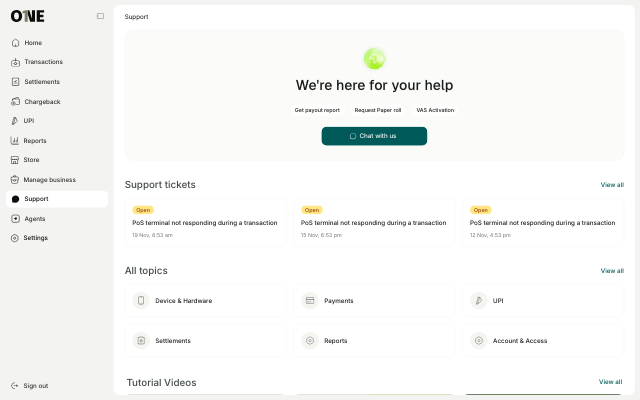 ONE
Home
Transactions
Settlements
Chargeback
UPI
Reports
Store
Manage business
Support
Agents
Settings
Sign out
Support
We're here for your help
Get payout report
Request Paper roll
VAS Activation
Chat with us
Support tickets
View all
Open
PoS terminal not responding during a transaction
19 Nov, 8:53 am
Open
PoS terminal not responding during a transaction
15 Nov, 6:53 pm
Open
PoS terminal not responding during a transaction
12 Nov, 4:53 pm
All topics
View all
Device & Hardware
Payments
UPI
Settlements
Reports
Account & Access
Tutorial Videos
View all